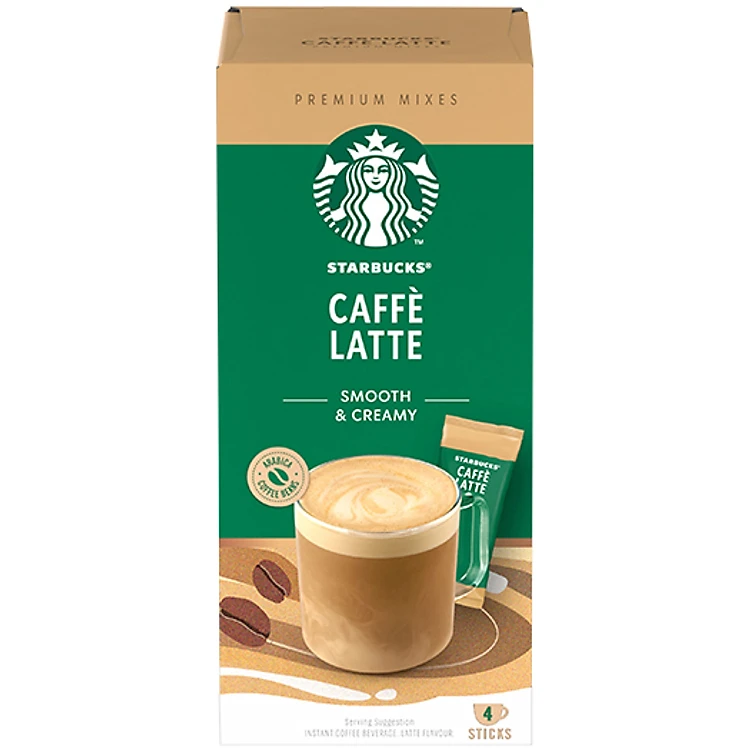 STARBUCKS
CAFFÈ LATTE
PREMIUM MIXES
™
STARBUCKS®
CAFFÈ
LATTE
SMOOTH
& CREAMY
ARABICA
COFFEE BEANS
STARBUCKS®
CAFFÈ
LATTE
Serving Suggestion
INSTANT COFFEE BEVERAGE. LATTE FLAVOUR.
4
STICKS